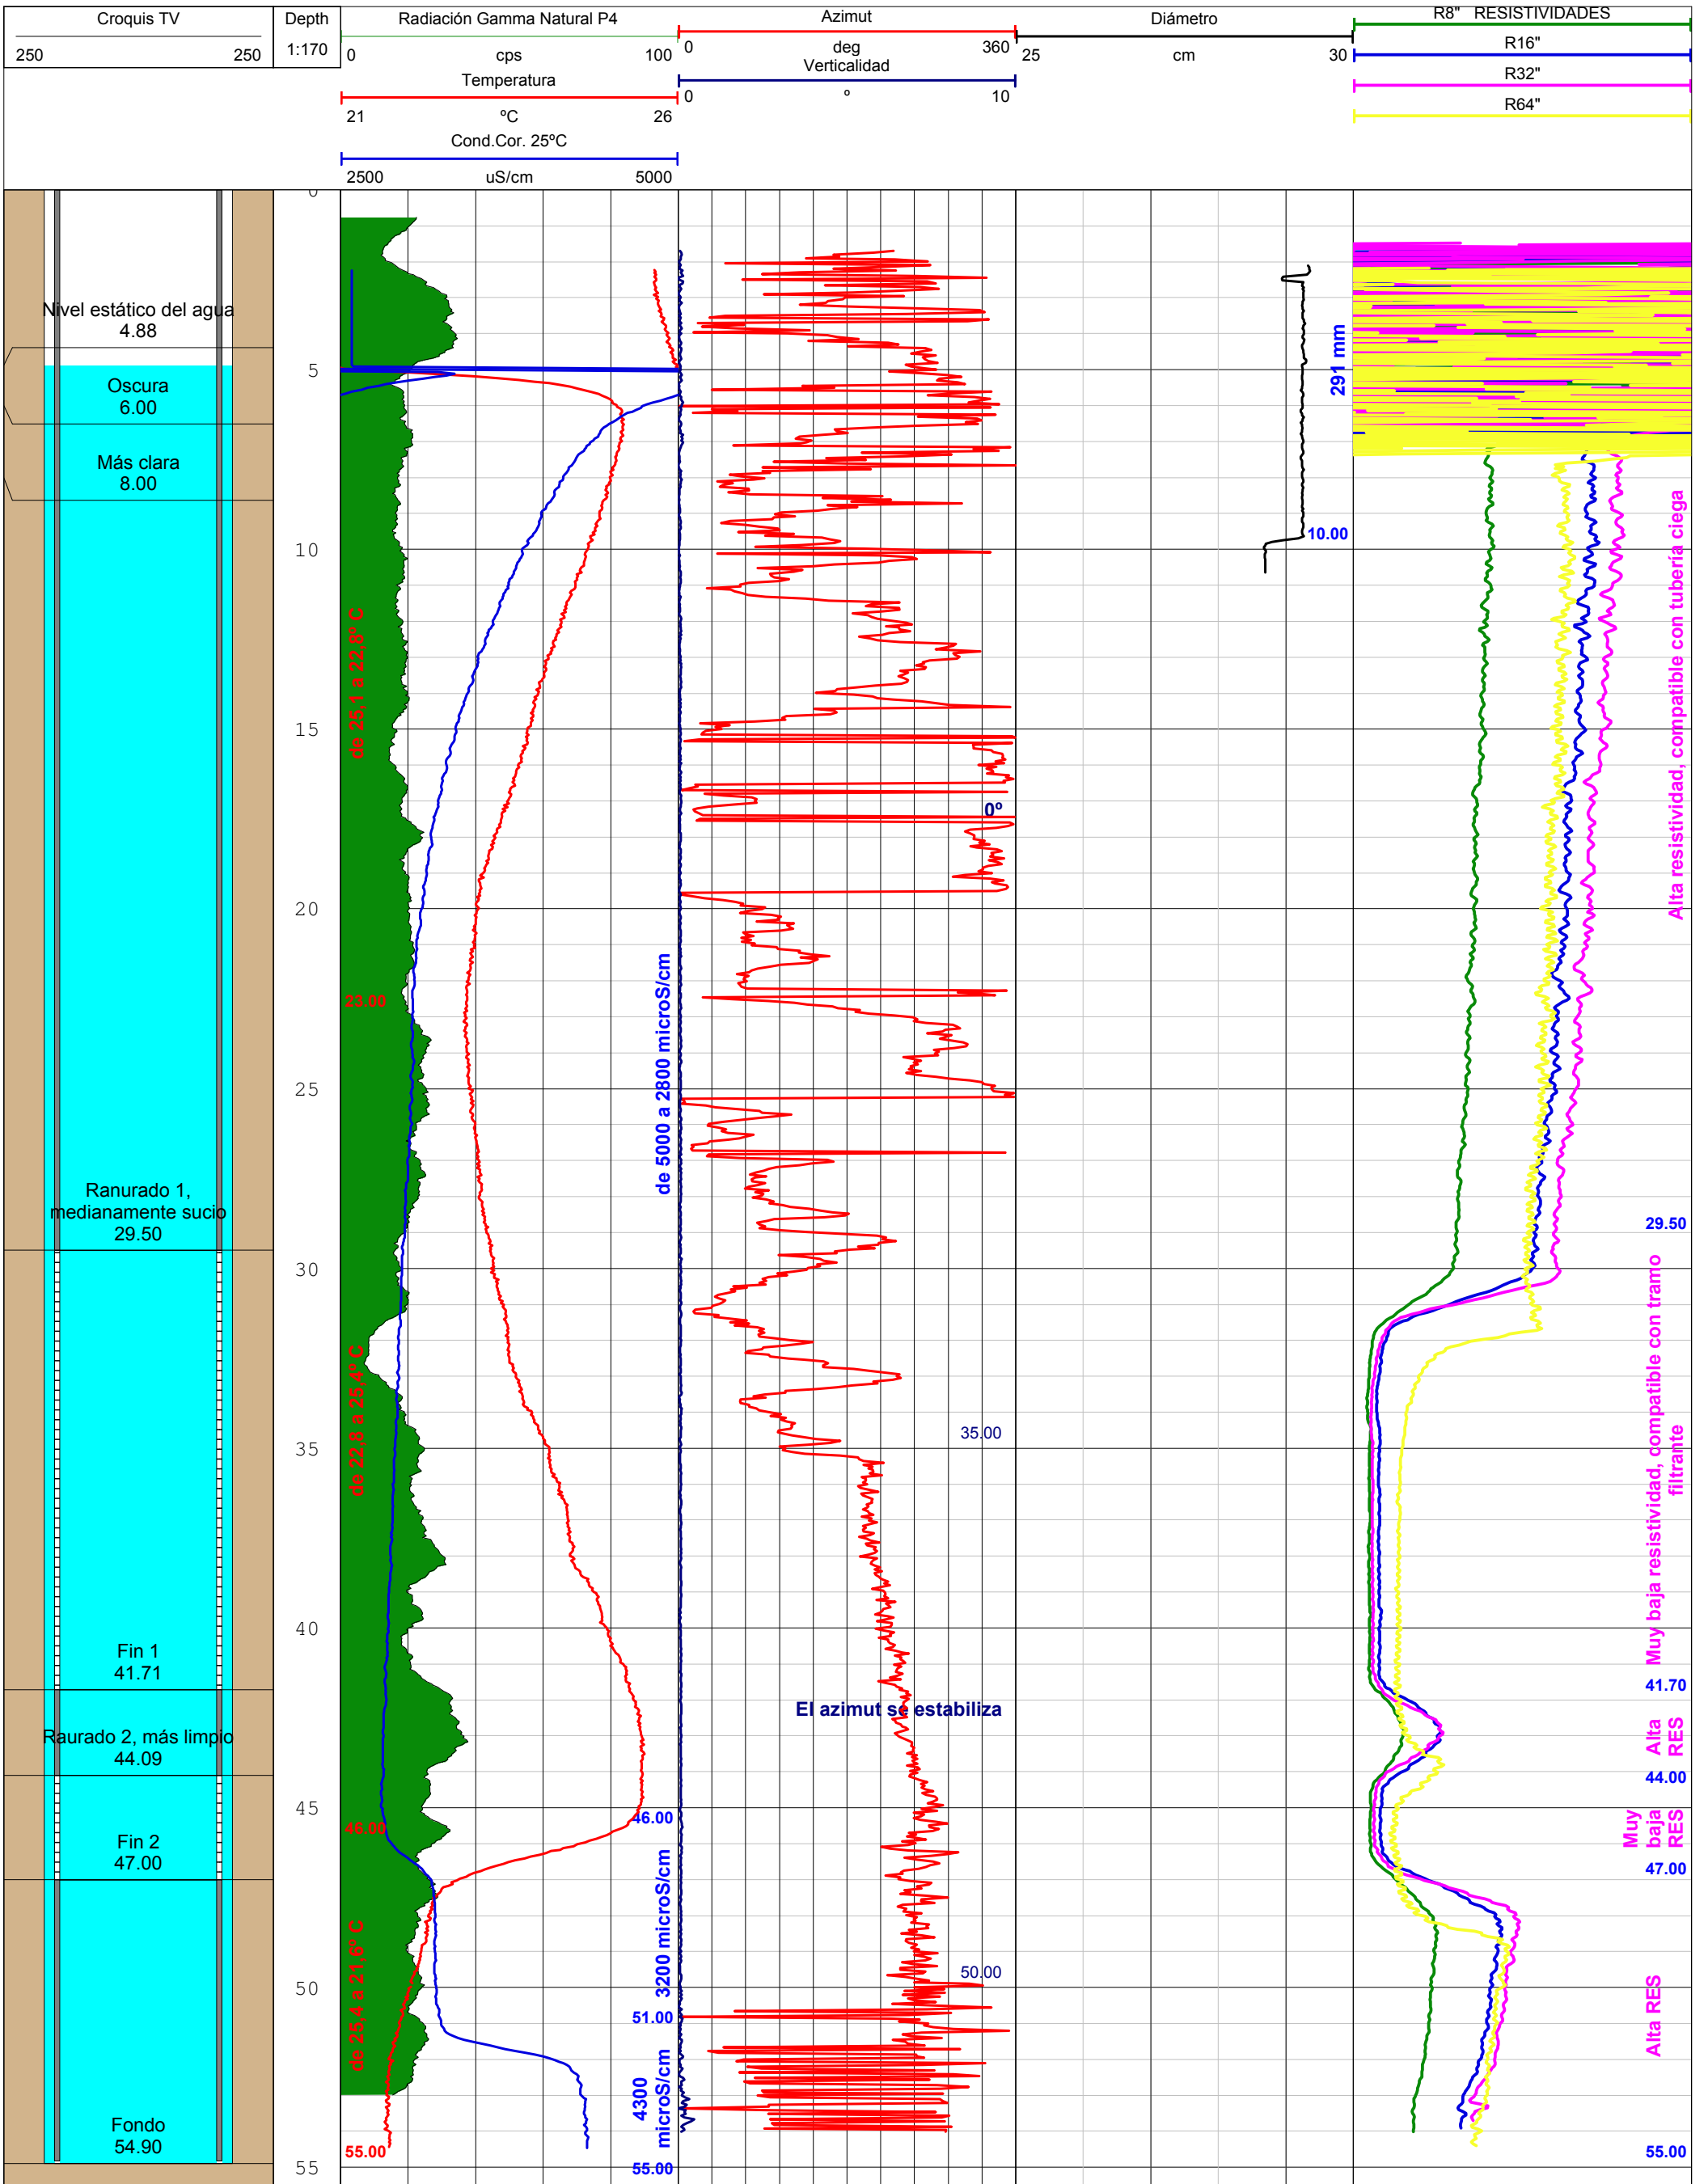 Croquis TV
250 250
Depth
1:170
Radiación Gamma Natural P4
0 cps 100
Temperatura
21 ºC 26
Cond.Cor. 25ºC
2500 uS/cm 5000
Azimut
0 deg 360
Verticalidad
0 º 10
Diámetro
25 cm 30
R8" RESISTIVIDADES
R16"
R32"
R64"
0
5
10
15
20
25
30
35
40
45
50
55
Nivel estático del agua
4.88
Oscura
6.00
Más clara
8.00
Ranurado 1,
medianamente sucio
29.50
Fin 1
41.71
Raurado 2, más limpio
44.09
Fin 2
47.00
Fondo
54.90
de 25,1 a 22,8º C
23.00
de 22,8 a 25,4º C
46.00
de 25,4 a 21,6º C
55.00
de 5000 a 2800 microS/cm
46.00
3200 microS/cm
51.00
4300
microS/cm
55.00
0º
35.00
El azimut se estabiliza
50.00
291 mm
10.00
Alta resistividad, compatible con tubería ciega
29.50
Muy baja resistividad, compatible con tramo
filtrante
41.70
Alta
RES
44.00
Muy
baja
RES
47.00
Alta RES
55.00